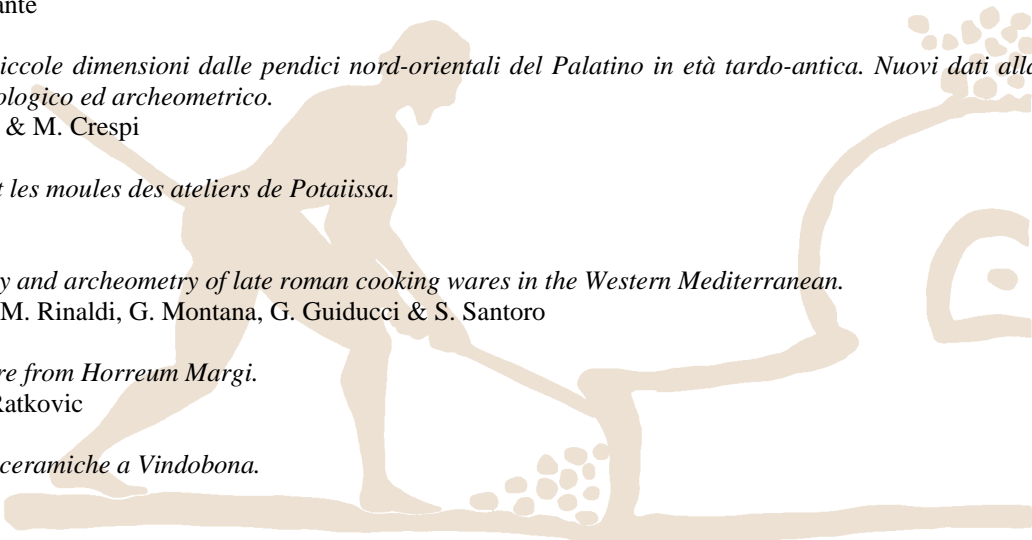 ante
iccole dimensioni dalle pendici nord-orientali del Palatino in età tardo-antica. Nuovi dati alla
ologico ed archeometrico.
& M. Crespi
t les moules des ateliers de Potaiissa.
y and archeometry of late roman cooking wares in the Western Mediterranean.
M. Rinaldi, G. Montana, G. Guiducci & S. Santoro
re from Horreum Margi.
Ratkovic
ceramiche a Vindobona.